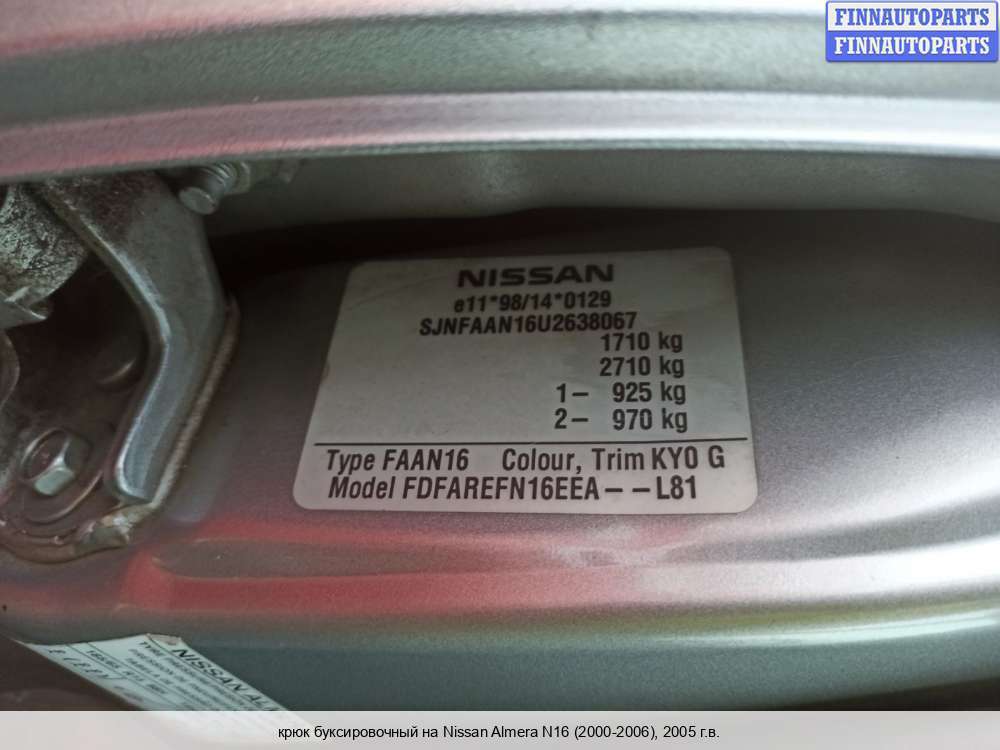 FINNAUTOPARTS
FINNAUTOPARTS
NISSAN
e11*98/14*0129
SJNFAAN16U2638067
1710 kg
2710 kg
1– 925 kg
2– 970 kg
Type FAAN16 Colour, Trim KY0 G
Model FDFAREFN16EEA– –L81
NISSAN
крюк буксировочный на Nissan Almera N16 (2000-2006), 2005 г.в.